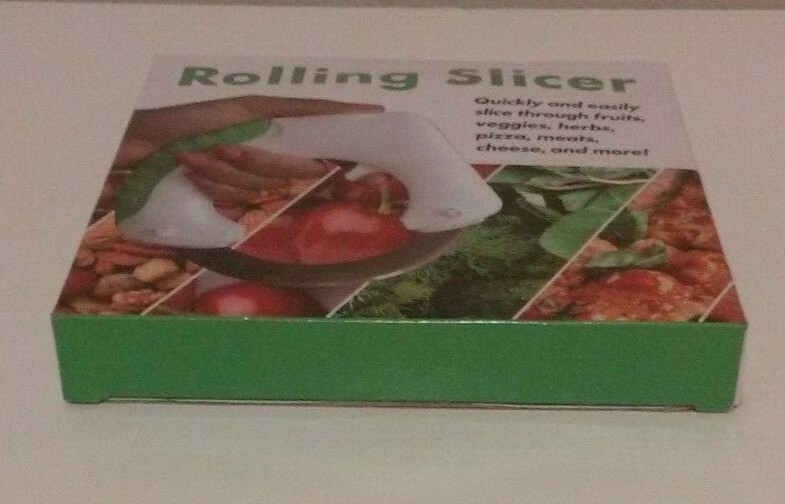 Rolling Slicer
Quickly and easily
slice through fruits,
veggies, herbs,
pizza, meats,
cheese, and more!